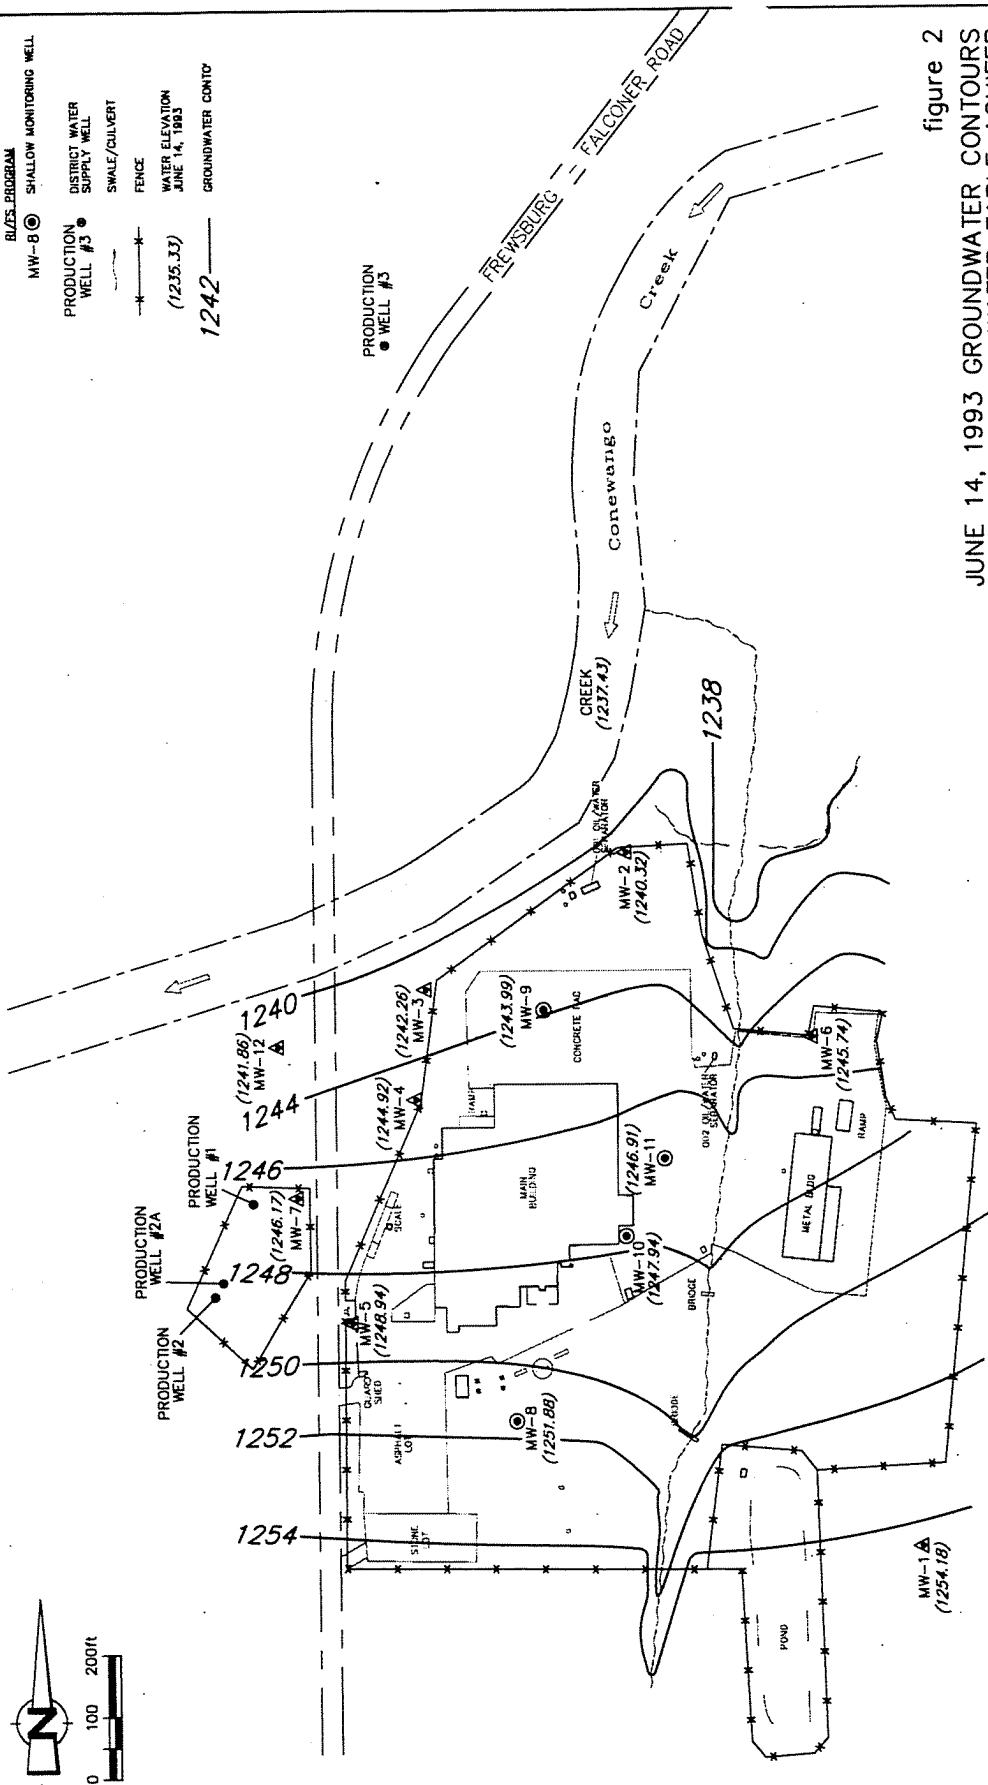 RI/FS PROGRAM
MW-8 SHALLOW MONITORING WELL
PRODUCTION
WELL #3
DISTRICT WATER
SUPPLY WELL
SWALE/CULVERT
FENCE
(1235.33)
WATER ELEVATION
JUNE 14, 1993
1242
GROUNDWATER CONTO
FREWSBURG
FALCONER ROAD
PRODUCTION
WELL #3
Creek
Conewango
CREEK
(1237.43)
1238
SEPARATOR
MW-2
(1240.32)
1240
MW-12
(1241.86)
MW-3
(1242.26)
MW-9
(1243.99)
CONCRETE PAD
1244
MW-4
(1244.92)
MW-6
(1245.74)
SEPARATOR
RAMP
METAL BLDG
PRODUCTION
WELL #1
1246
MW-7
(1246.17)
SCALE
MAIN
BUILDING
MW-11
(1246.91)
PRODUCTION
WELL #2A
1248
MW-10
(1247.94)
BRIDGE
PRODUCTION
WELL #2
MW-5
(1248.94)
1250
GUARD
SHED
ASPHALT
LOT
MW-8
(1251.88)
BRIDGE
1252
1254
STONE
LOT
MW-1
(1254.18)
POND
N
0 100 200ft
figure 2
JUNE 14, 1993 GROUNDWATER CONTOURS
WATER TABLE AQUIFER